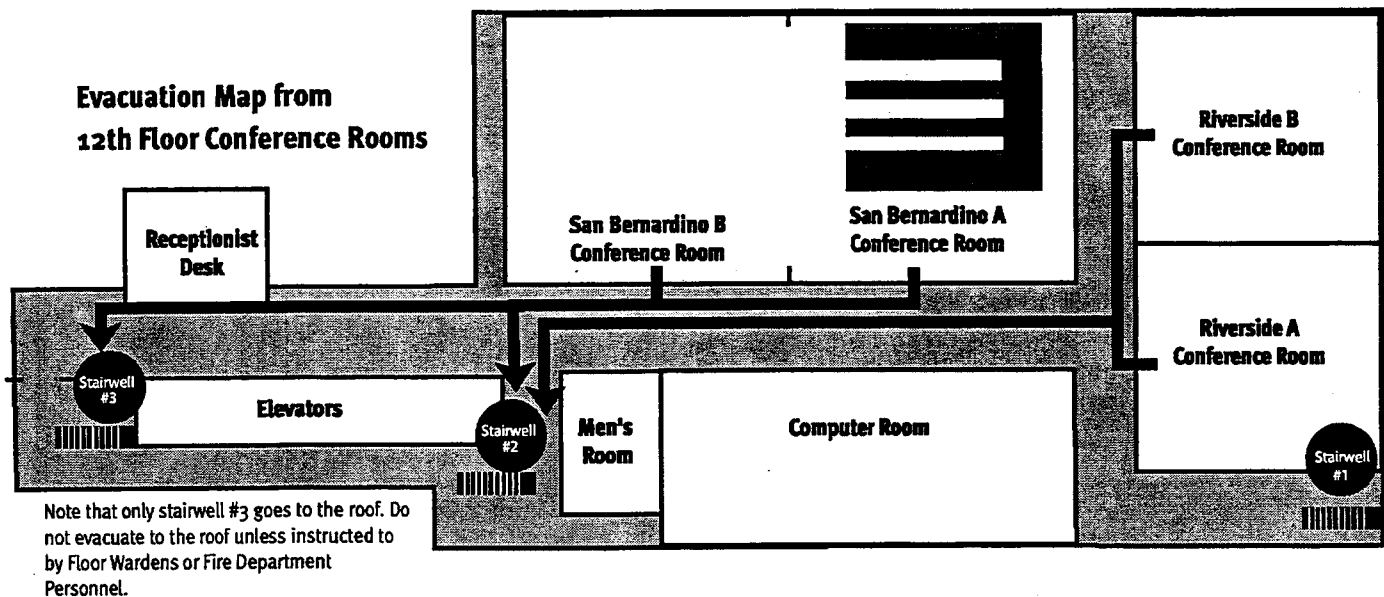 Evacuation Map from
12th Floor Conference Rooms
Receptionist
Desk
San Bernardino B
Conference Room
San Bernardino A
Conference Room
Riverside B
Conference Room
Riverside A
Conference Room
Stairwell
#3
Elevators
Stairwell
#2
Men's
Room
Computer Room
Stairwell
#1
Note that only stairwell #3 goes to the roof. Do
not evacuate to the roof unless instructed to
by Floor Wardens or Fire Department
Personnel.